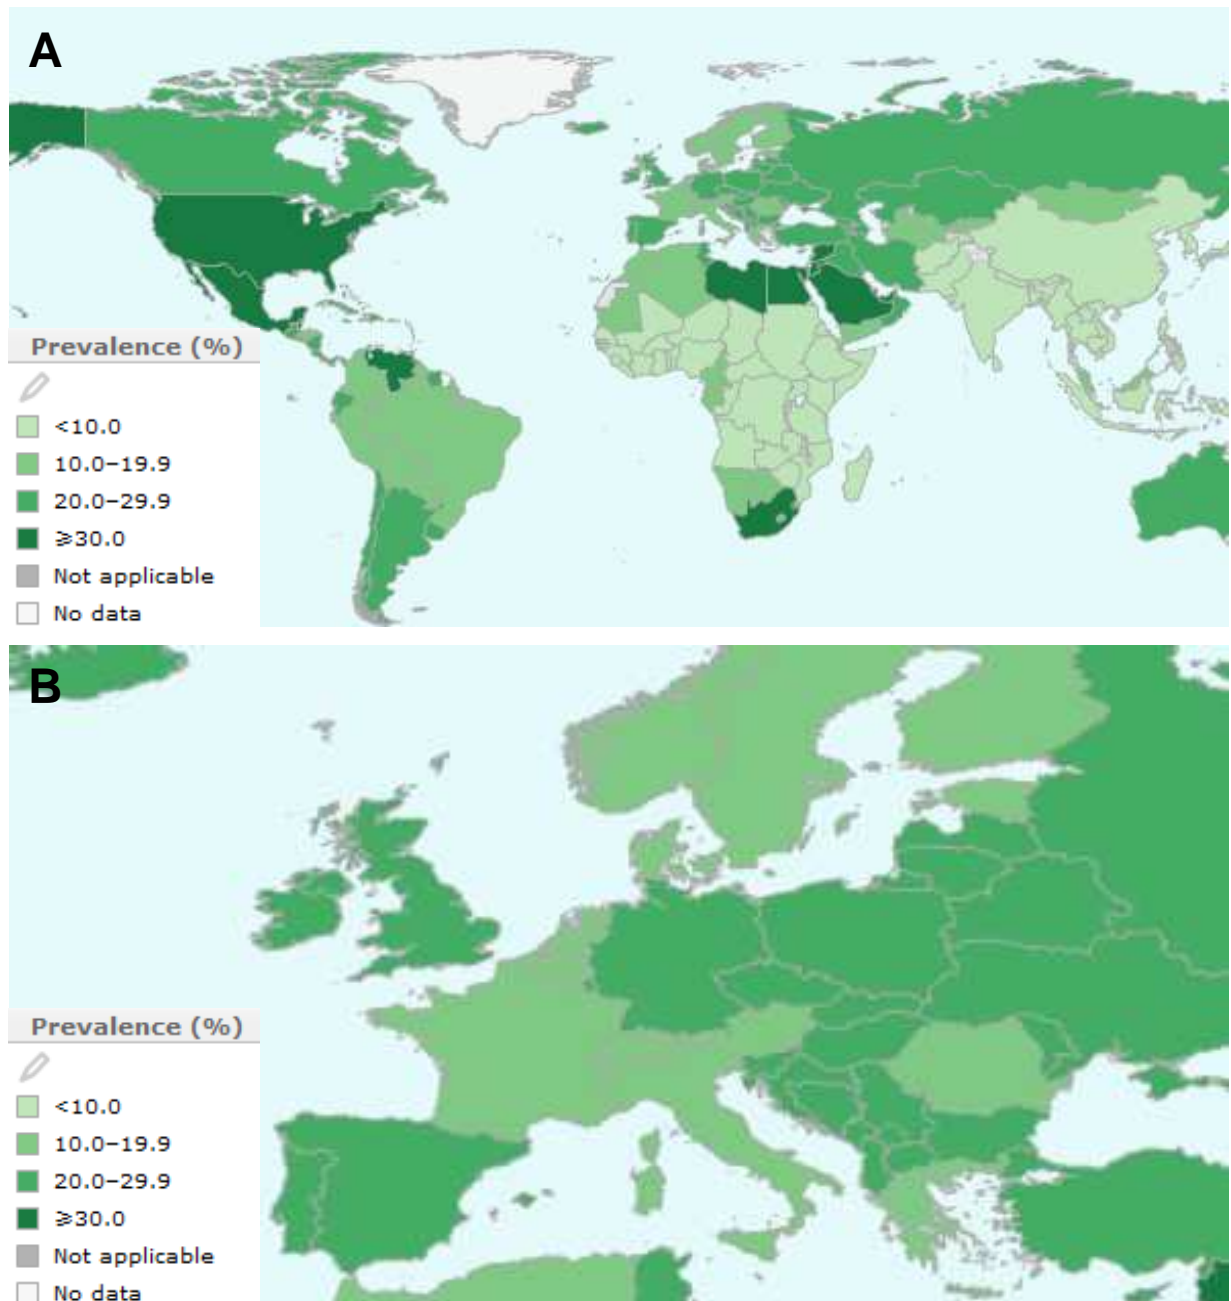 A
Prevalence (%)
<10.0
10.0–19.9
20.0–29.9
⩾30.0
Not applicable
No data
B
Prevalence (%)
<10.0
10.0–19.9
20.0–29.9
⩾30.0
Not applicable
No data